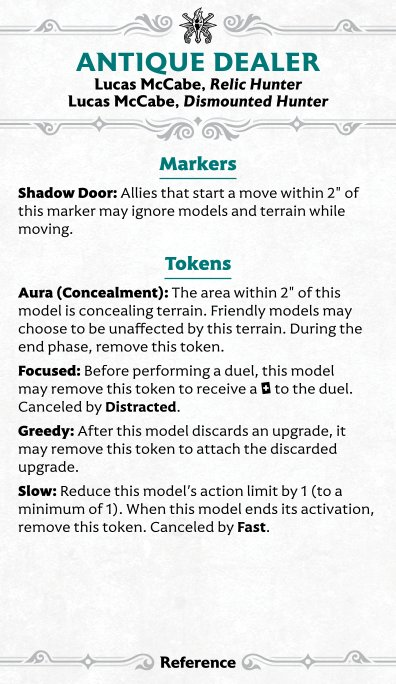 ANTIQUE DEALER
Lucas McCabe, Relic Hunter
Lucas McCabe, Dismounted Hunter
Markers
Shadow Door: Allies that start a move within 2" of
this marker may ignore models and terrain while
moving.
Tokens
Aura (Concealment): The area within 2" of this
model is concealing terrain. Friendly models may
choose to be unaffected by this terrain. During the
end phase, remove this token.
Focused: Before performing a duel, this model
may remove this token to receive a to the duel.
Canceled by Distracted.
Greedy: After this model discards an upgrade, it
may remove this token to attach the discarded
upgrade.
Slow: Reduce this model’s action limit by 1 (to a
minimum of 1). When this model ends its activation,
remove this token. Canceled by Fast.
Reference